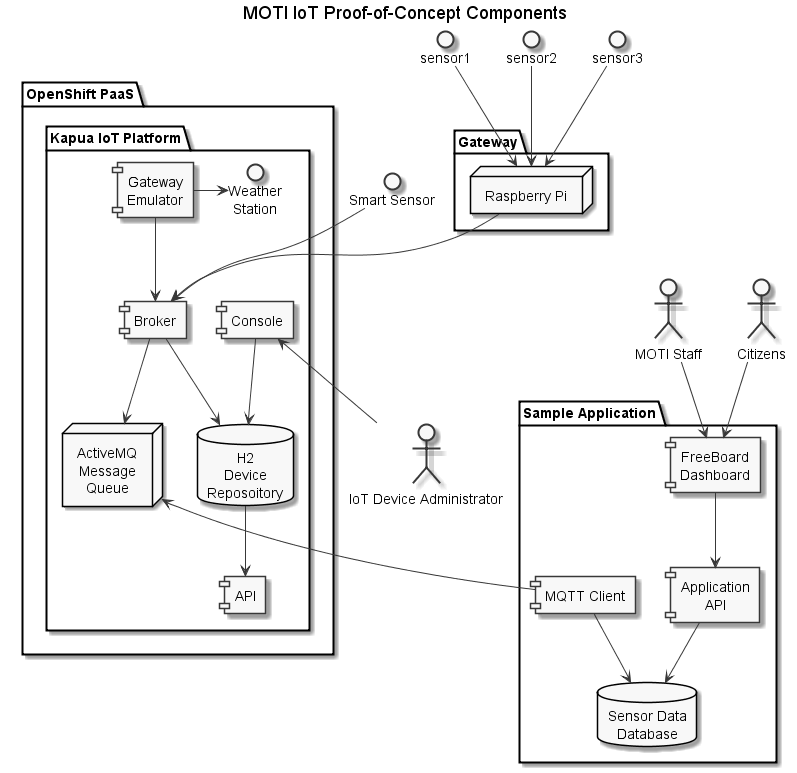 MOTI IoT Proof-of-Concept Components
sensor1
sensor2
sensor3
OpenShift PaaS
Kapua IoT Platform
Gateway
Gateway
Emulator
Weather
Station
Smart Sensor
Raspberry Pi
Broker
Console
MOTI Staff
Citizens
Sample Application
ActiveMQ
Message
Queue
H2
Device
Reposoitory
IoT Device Administrator
FreeBoard
Dashboard
API
MQTT Client
Application
API
Sensor Data
Database